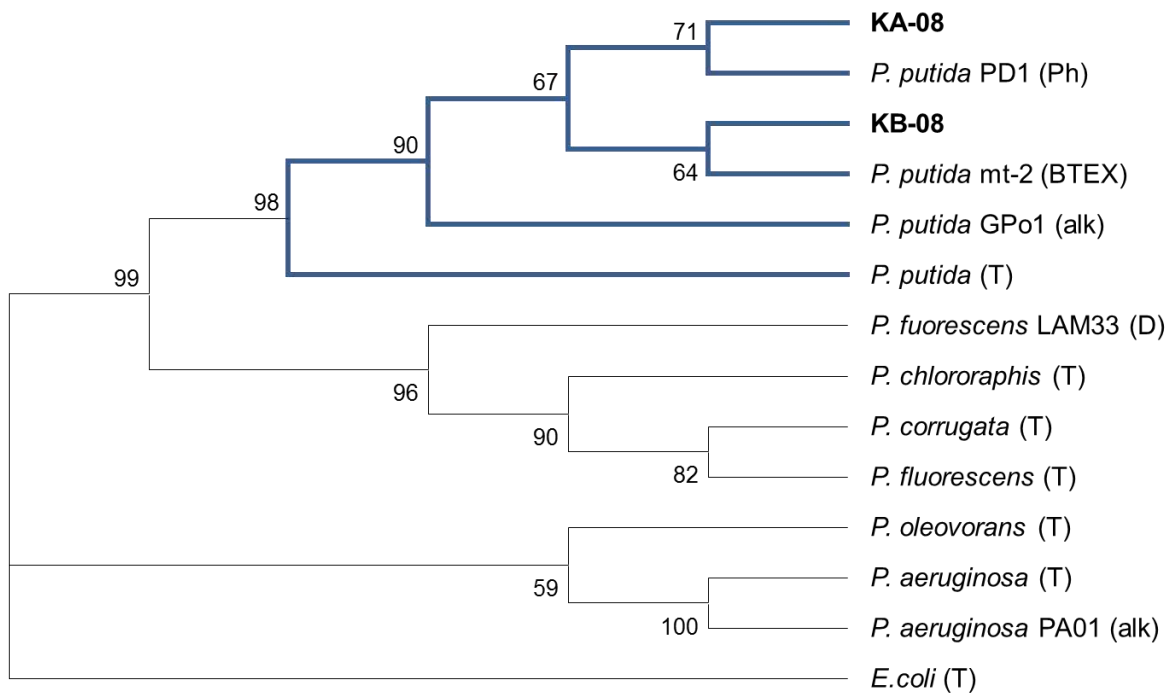 KA-08
71
P. putida PD1 (Ph)
67
KB-08
90
64
P. putida mt-2 (BTEX)
98
P. putida GPo1 (alk)
99
P. putida (T)
P. fuorescens LAM33 (D)
96
P. chlororaphis (T)
90
P. corrugata (T)
82
P. fluorescens (T)
P. oleovorans (T)
59
P. aeruginosa (T)
100
P. aeruginosa PA01 (alk)
E.coli (T)